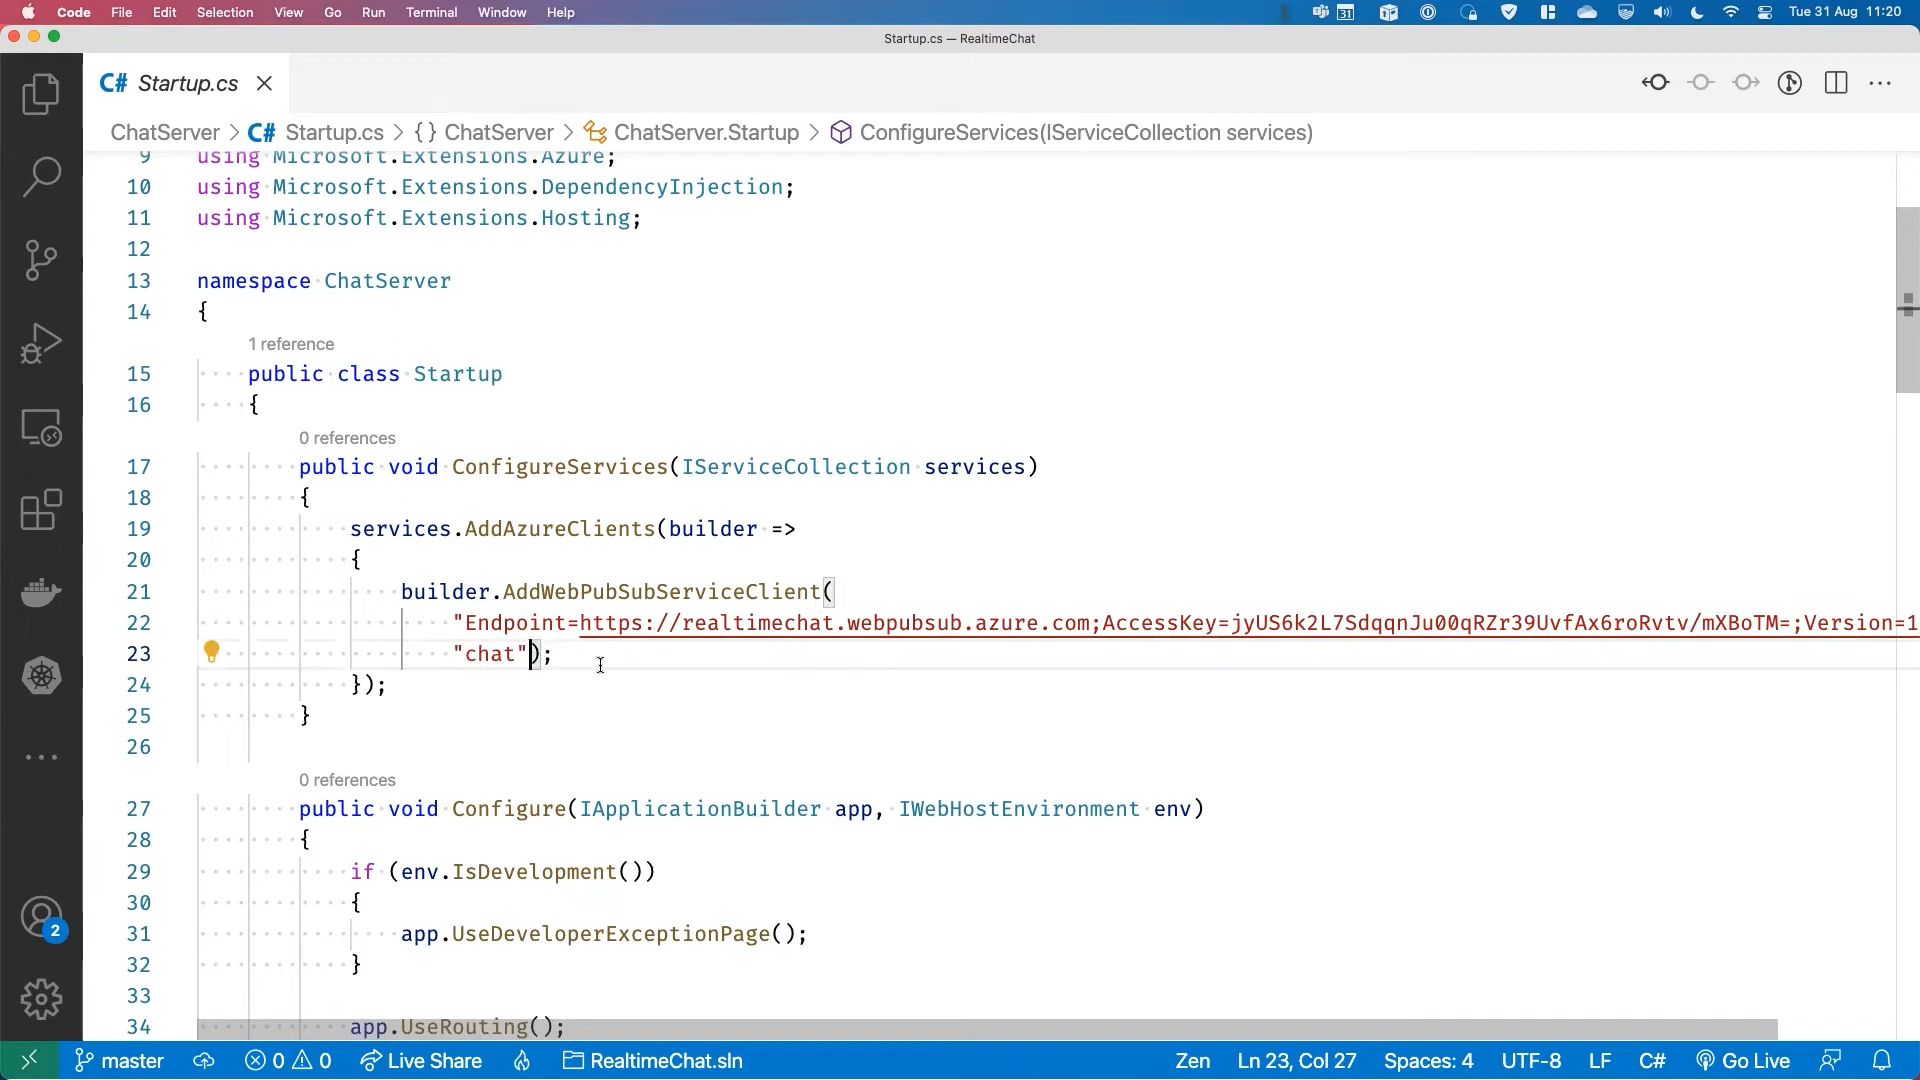 Code File Edit Selection View Go Run Terminal Window Help 31 Tue 31 Aug 11:20
Startup.cs — RealtimeChat
C# Startup.cs
ChatServer > C# Startup.cs > {} ChatServer > ChatServer.Startup > ConfigureServices(IServiceCollection services)
9 using Microsoft.Extensions.Azure;
10 using Microsoft.Extensions.DependencyInjection;
11 using Microsoft.Extensions.Hosting;
12
13 namespace ChatServer
14 {
1 reference
15 public class Startup
16 {
0 references
17 public void ConfigureServices(IServiceCollection services)
18 {
19 services.AddAzureClients(builder =>
20 {
21 builder.AddWebPubSubServiceClient(
22 "Endpoint=https://realtimechat.webpubsub.azure.com;AccessKey=jyUS6k2L7SdqqnJu00qRZr39UvfAx6roRvtv/mXBoTM=;Version=1
23 "chat");
24 });
25 }
26
0 references
27 public void Configure(IApplicationBuilder app, IWebHostEnvironment env)
28 {
29 if (env.IsDevelopment())
30 {
31 app.UseDeveloperExceptionPage();
32 }
33
34 app.UseRouting();
2
master 0 0 Live Share RealtimeChat.sln Zen Ln 23, Col 27 Spaces: 4 UTF-8 LF C# Go Live